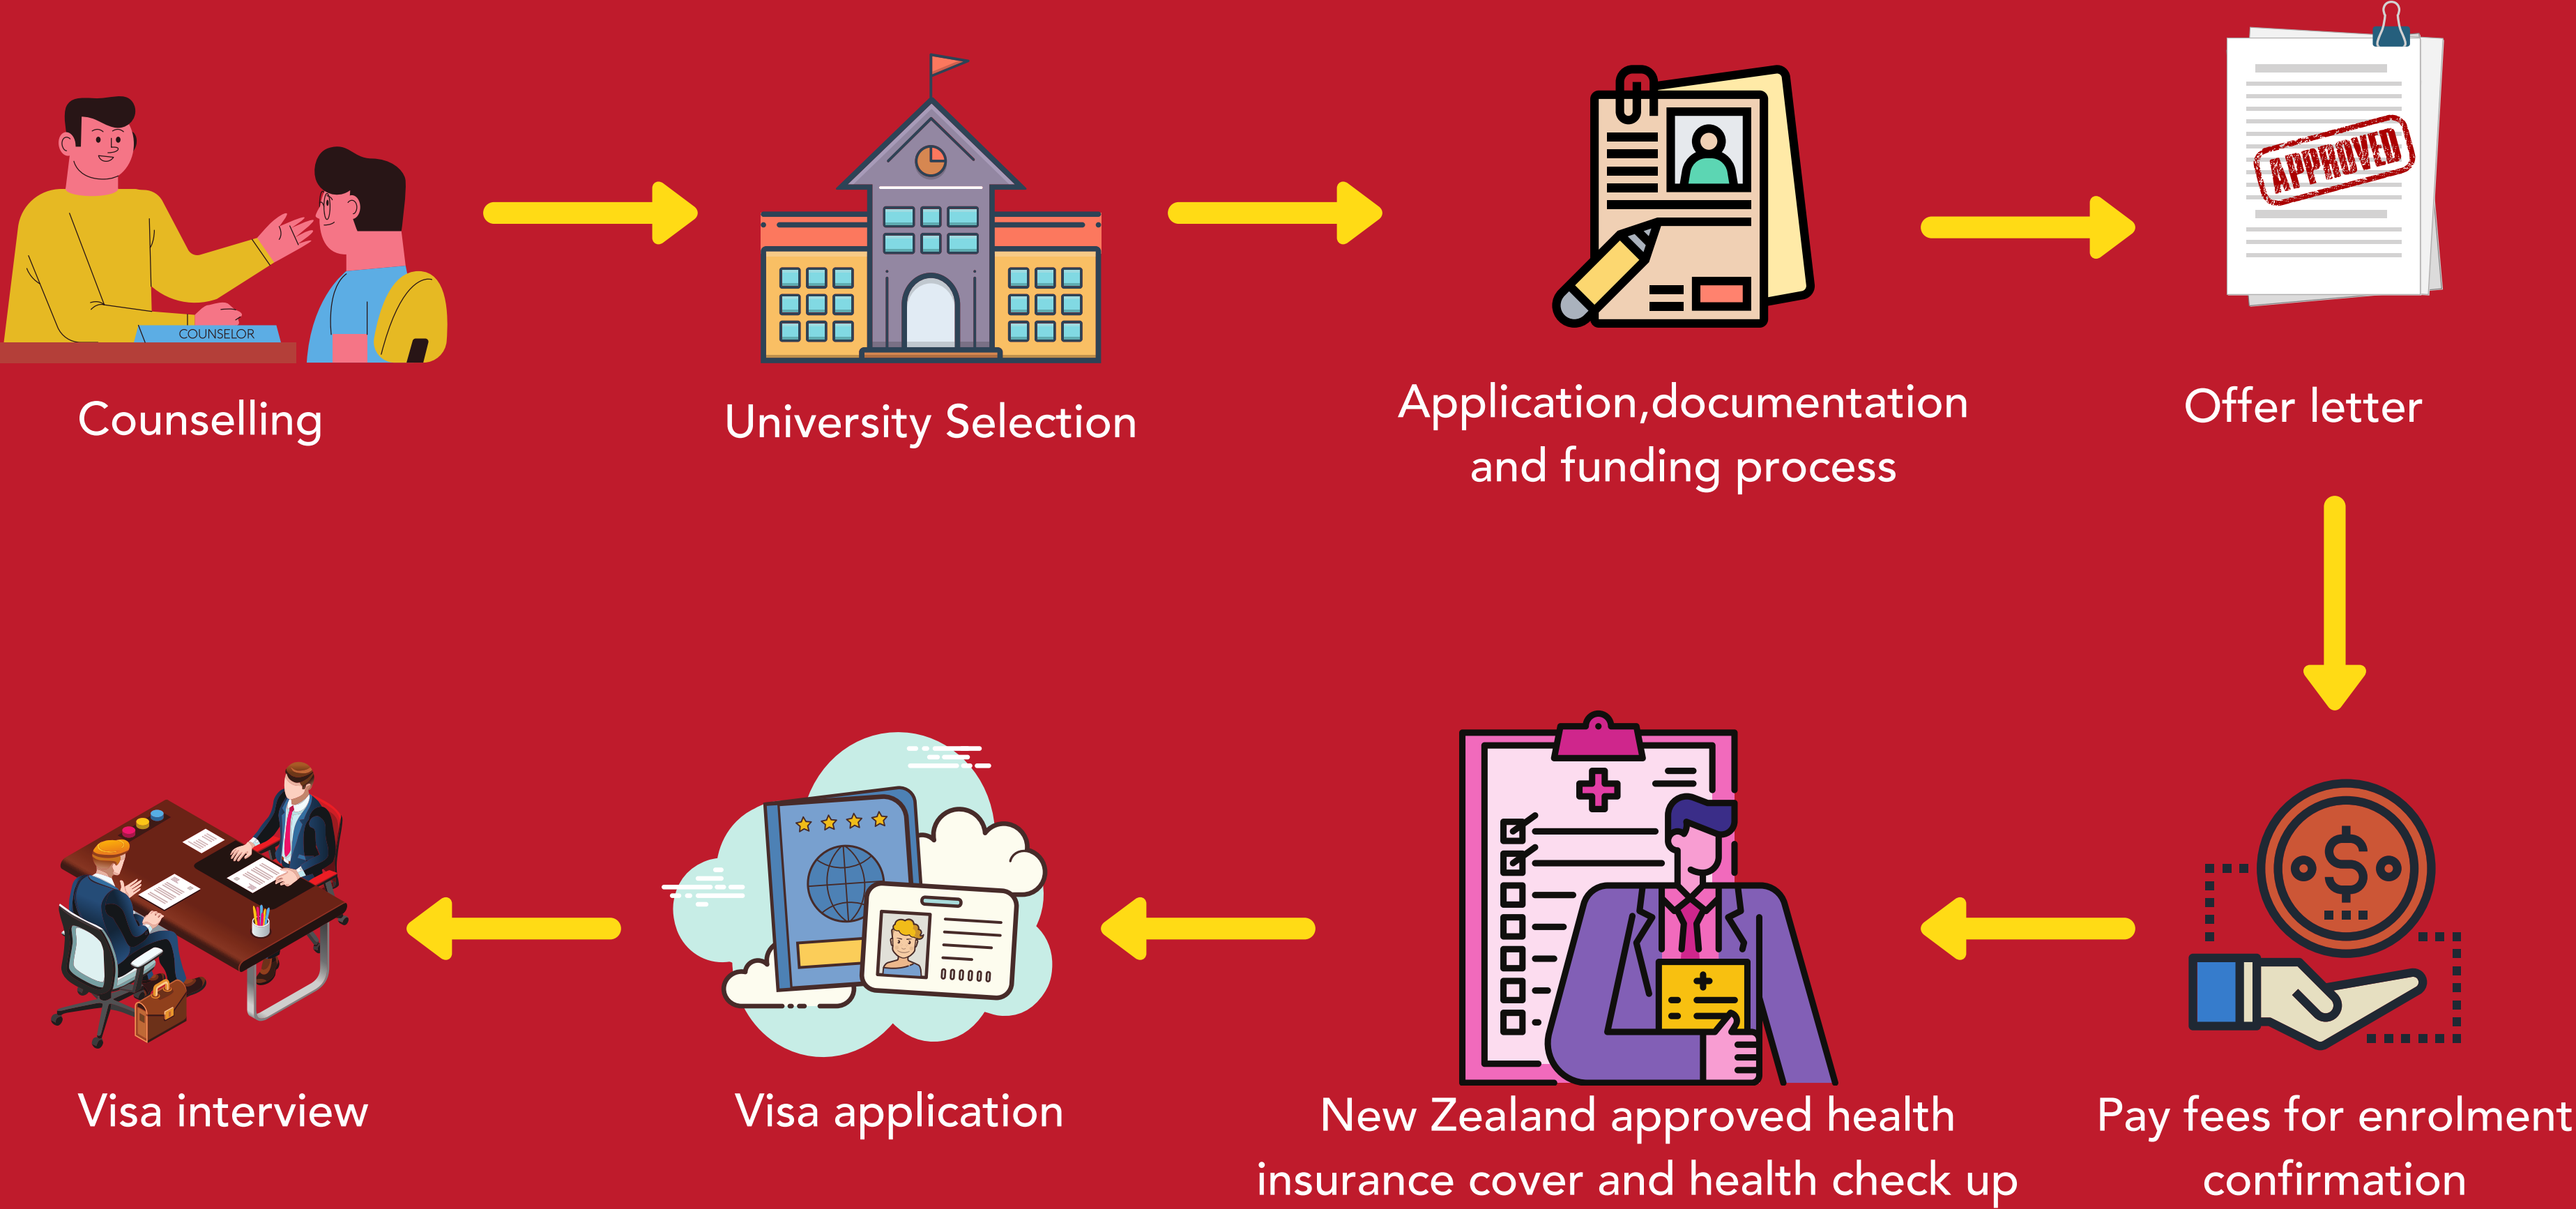 COUNSELOR
Counselling
University Selection
Application,documentation
and funding process
APPROVED
Offer letter
Pay fees for enrolment
confirmation
New Zealand approved health
insurance cover and health check up
Visa application
Visa interview